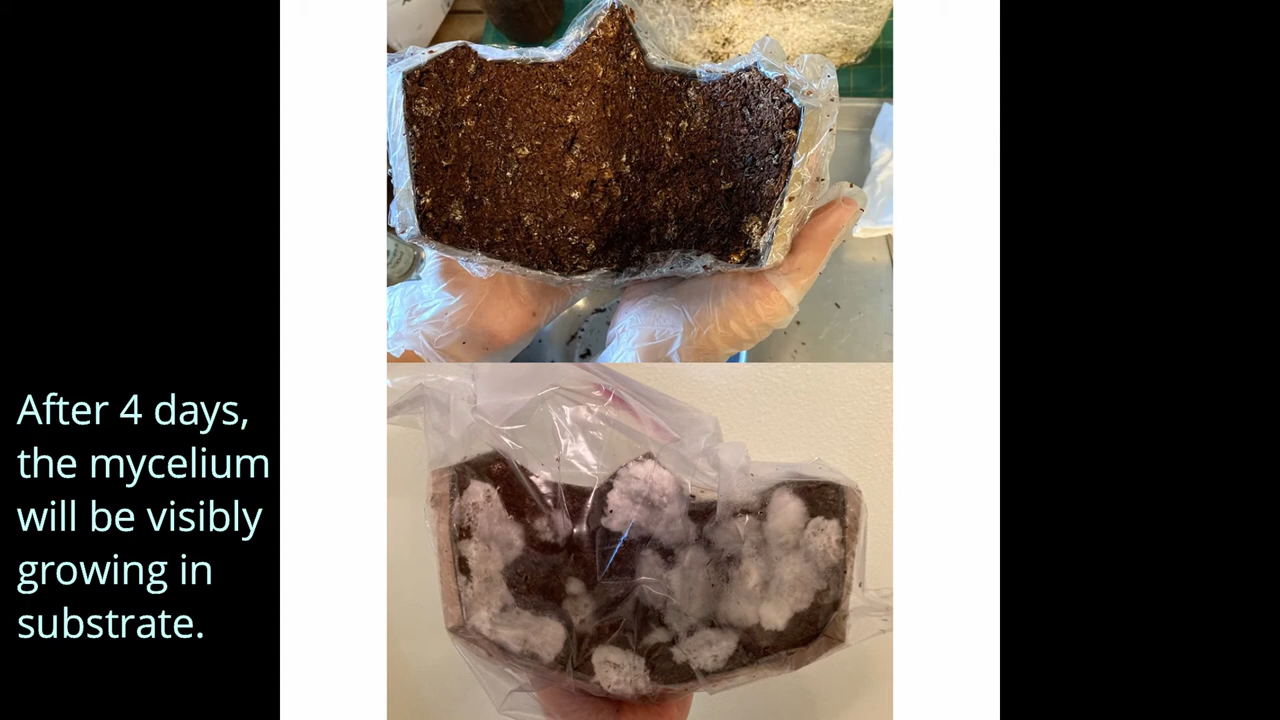 After 4 days,
the mycelium
will be visibly
growing in
substrate.